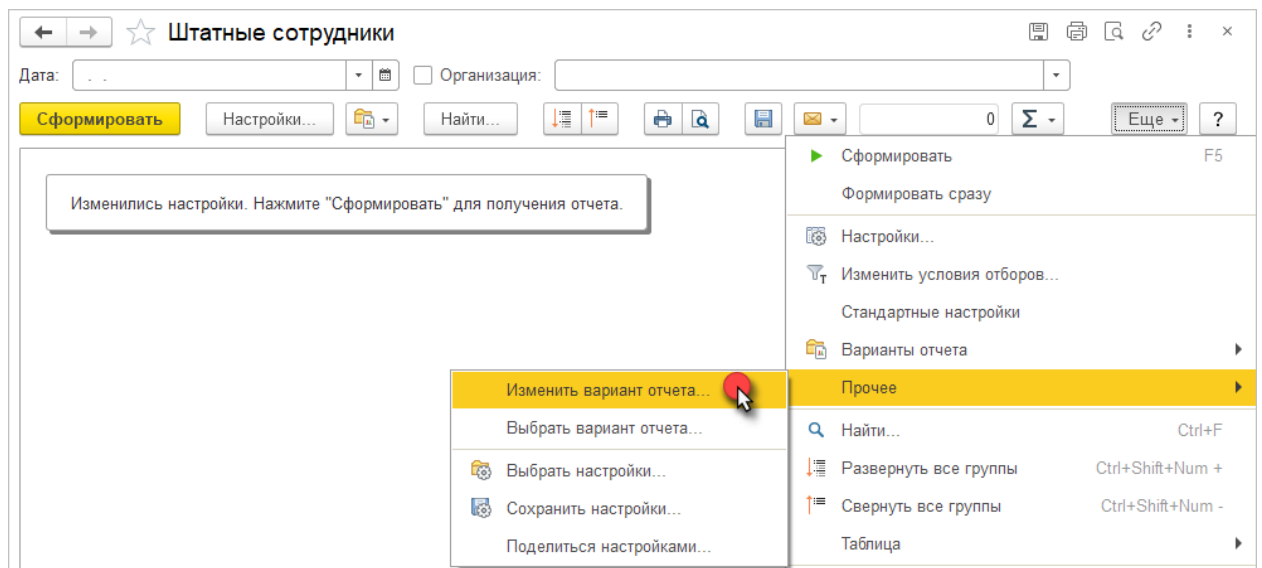 Штатные сотрудники
Дата: . . Организация:
Сформировать Настройки... Найти... 0 Σ Еще ?
Изменились настройки. Нажмите "Сформировать" для получения отчета.
Сформировать F5
Формировать сразу
Настройки...
Изменить условия отборов...
Стандартные настройки
Варианты отчета
Прочее
Изменить вариант отчета...
Выбрать вариант отчета...
Выбрать настройки...
Сохранить настройки...
Поделиться настройками...
Найти... Ctrl+F
Развернуть все группы Ctrl+Shift+Num +
Свернуть все группы Ctrl+Shift+Num -
Таблица